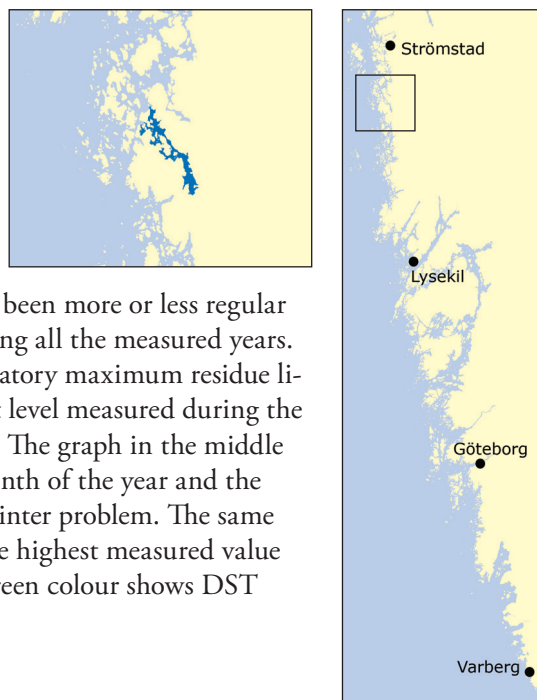 been more or less regular
ng all the measured years.
atory maximum residue li-
level measured during the
The graph in the middle
nth of the year and the
inter problem. The same
e highest measured value
een colour shows DST
Strömstad
Lysekil
Göteborg
Varberg